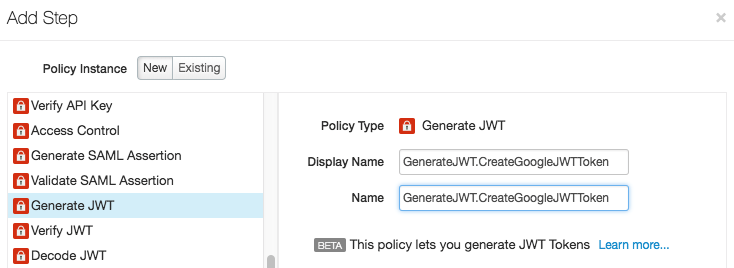 Add Step
×
Policy Instance New Existing
Verify API Key
Access Control
Generate SAML Assertion
Validate SAML Assertion
Generate JWT
Verify JWT
Decode JWT
Policy Type Generate JWT
Display Name GenerateJWT.CreateGoogleJWTToken
Name GenerateJWT.CreateGoogleJWTToken
BETA This policy lets you generate JWT Tokens Learn more...